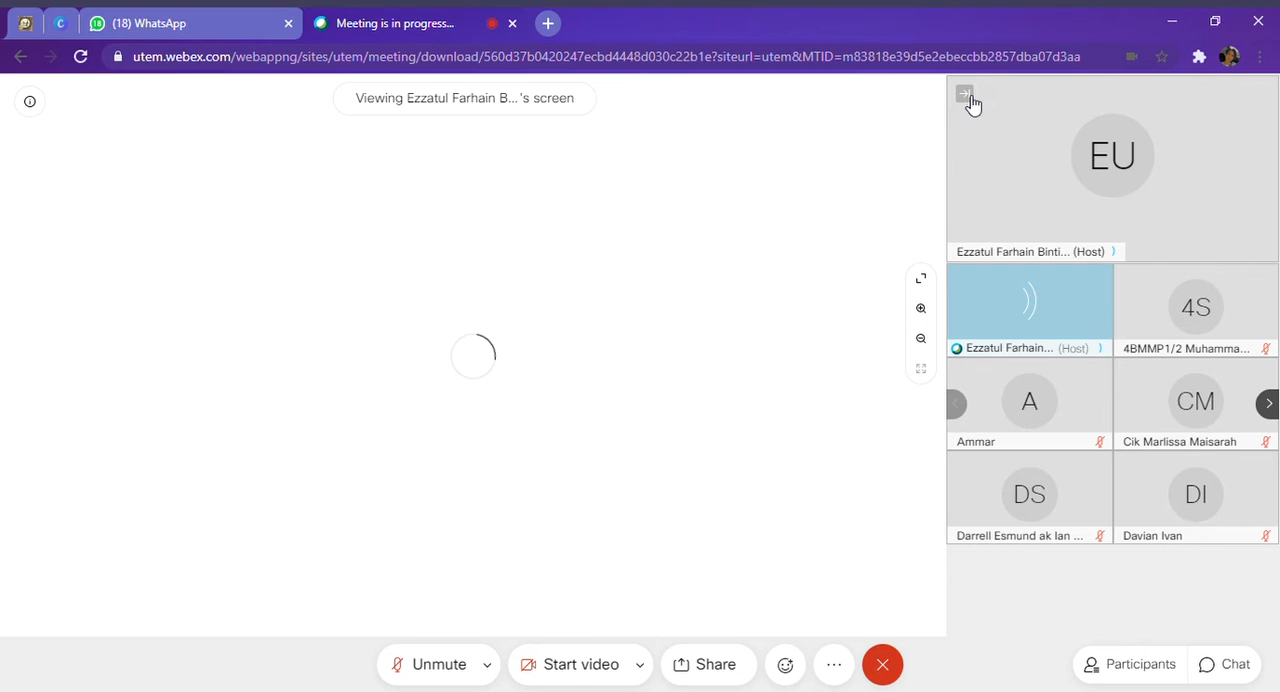 (18) WhatsApp
Meeting is in progress...
utem.webex.com/webappng/sites/utem/meeting/download/560d37b0420247ecbd4448d030c22b1e?siteurl=utem&MTID=m83818e39d5e2ebeccbb2857dba07d3aa
Viewing Ezzatul Farhain B...'s screen
EU
Ezzatul Farhain Binti... (Host)
4S
Ezzatul Farhain... (Host)
4BMMP1/2 Muhamma...
A
CM
Ammar
Cik Marlissa Maisarah
DS
DI
Darrell Esmund ak Ian ...
Davian Ivan
Unmute
Start video
Share
Participants
Chat